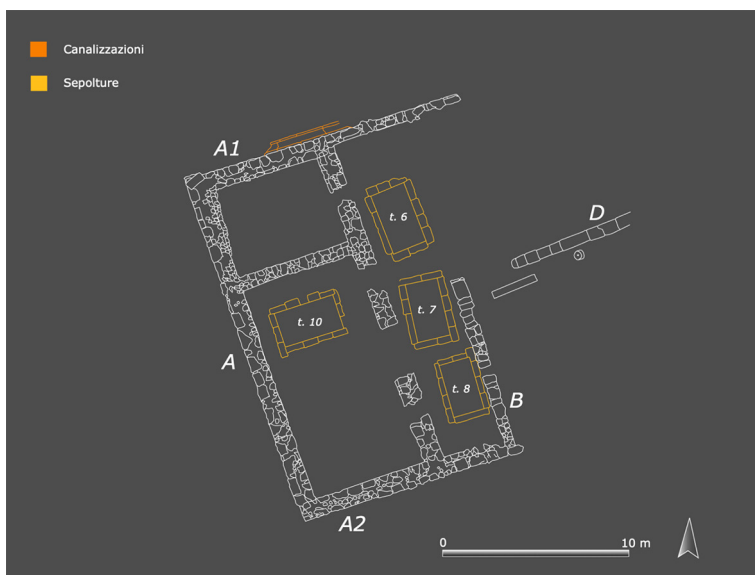 Canalizzazioni
Sepolture
A1
t. 6
D
t. 10
t. 7
A
t. 8
B
A2
0 10 m